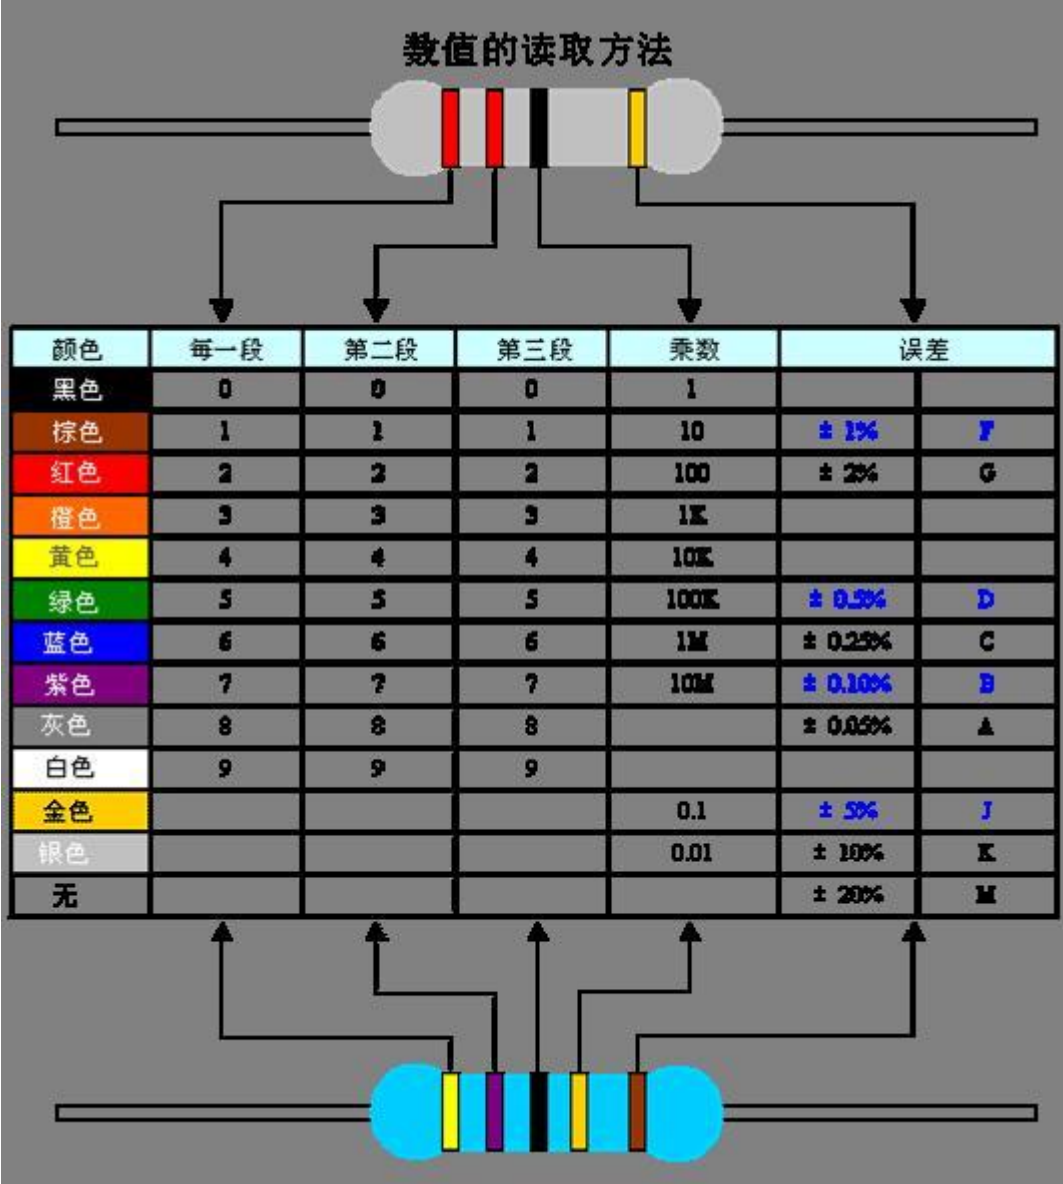 数值的读取方法
颜色 每一段 第二段 第三段 乘数 误差
黑色 0 0 0 1
棕色 1 1 1 10 ± 1% F
红色 2 2 2 100 ± 2% G
橙色 3 3 3 1K
黄色 4 4 4 10K
绿色 5 5 5 100K ± 0.5% D
蓝色 6 6 6 1M ± 0.25% C
紫色 7 7 7 10M ± 0.10% B
灰色 8 8 8 ± 0.05% A
白色 9 9 9
金色 0.1 ± 5% J
银色 0.01 ± 10% K
无 ± 20% M